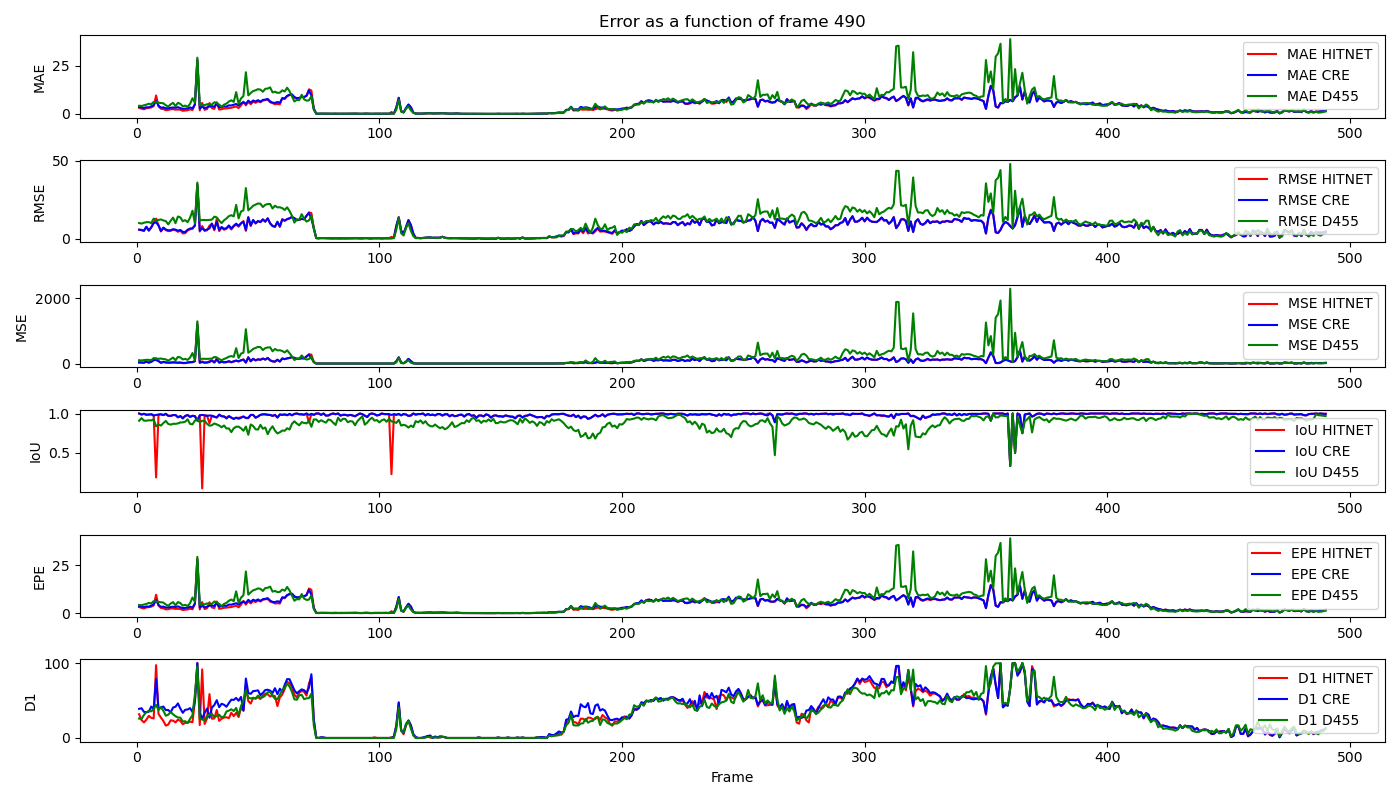 Error as a function of frame 490
MAE
25
0
MAE HITNET
MAE CRE
MAE D455
0 100 200 300 400 500
RMSE
50
0
RMSE HITNET
RMSE CRE
RMSE D455
0 100 200 300 400 500
MSE
2000
0
MSE HITNET
MSE CRE
MSE D455
0 100 200 300 400 500
IoU
1.0
0.5
IoU HITNET
IoU CRE
IoU D455
0 100 200 300 400 500
EPE
25
0
EPE HITNET
EPE CRE
EPE D455
0 100 200 300 400 500
D1
100
0
D1 HITNET
D1 CRE
D1 D455
0 100 200 300 400 500
Frame